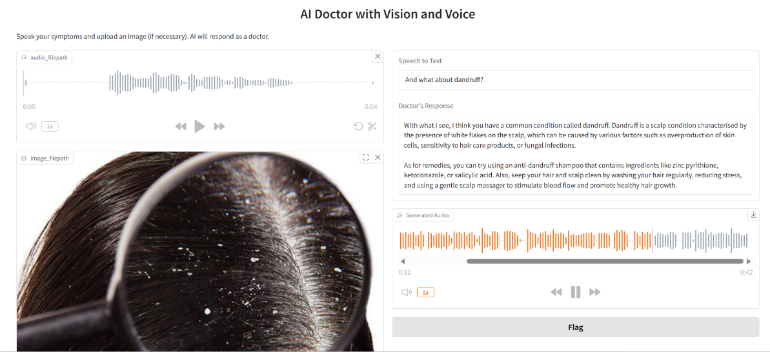 AI Doctor with Vision and Voice
Speak your symptoms and upload an image (if necessary). AI will respond as a doctor.
audio_filepath
0:00
0:04
1x
image_filepath
Speech to Text
And what about dandruff?
Doctor's Response
With what I see, I think you have a common condition called dandruff. Dandruff is a scalp condition characterised by
the presence of white flakes on the scalp, which can be caused by various factors such as overproduction of skin
cells, sensitivity to hair care products, or fungal infections.
As for remedies, you can try using an anti-dandruff shampoo that contains ingredients like zinc pyrithione,
ketoconazole, or salicylic acid. Also, keep your hair and scalp clean by washing your hair regularly, reducing stress,
and using a gentle scalp massager to stimulate blood flow and promote healthy hair growth.
Generated Audio
0:32
0:42
1x
Flag